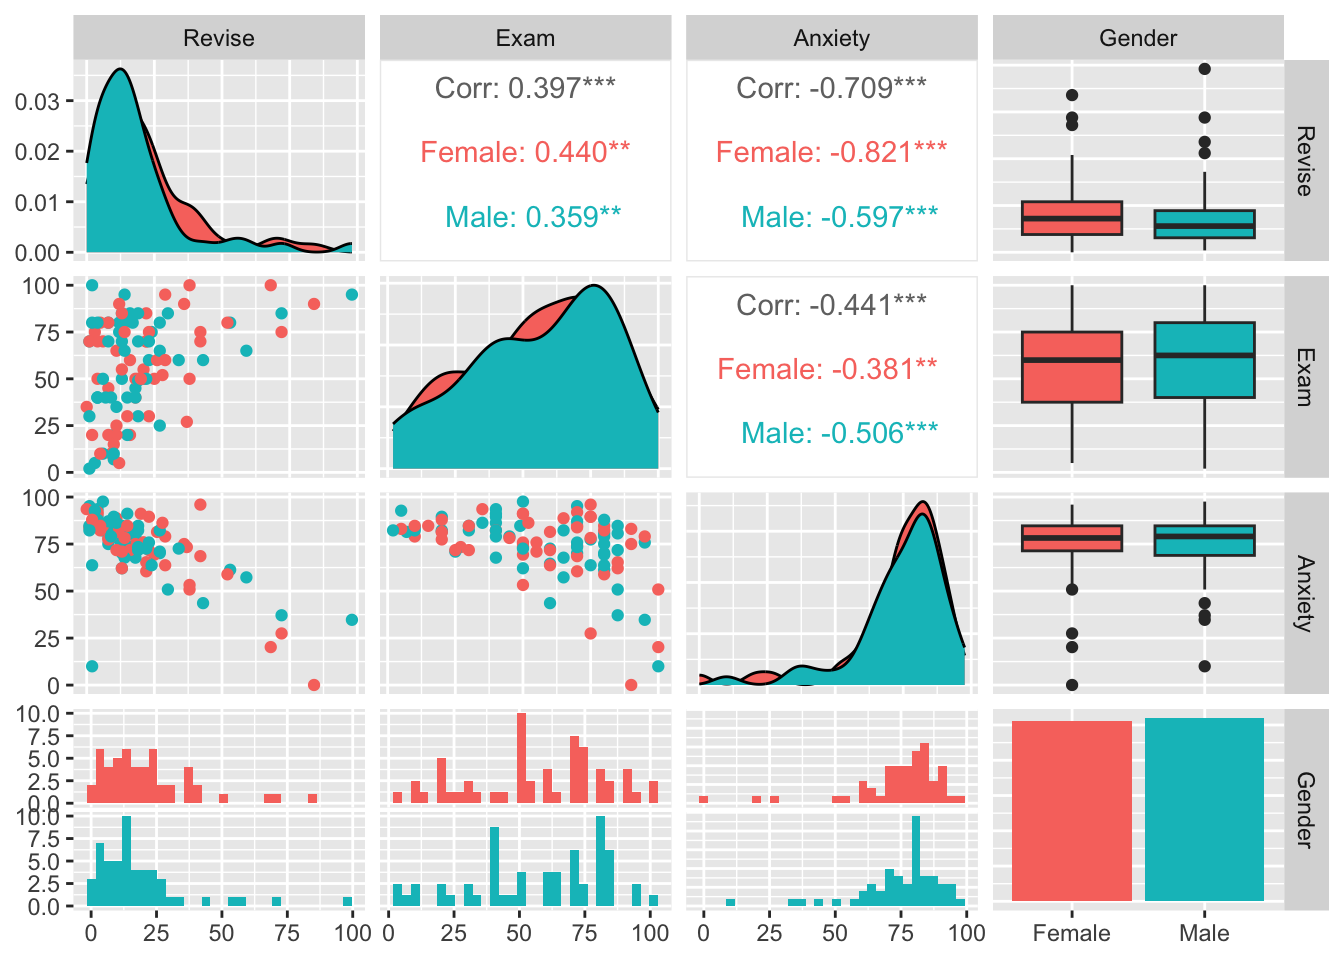 Revise Exam Anxiety Gender
0.03
0.02
0.01
0.00
Corr: 0.397***
Female: 0.440**
Male: 0.359**
Corr: -0.709***
Female: -0.821***
Male: -0.597***
Revise
100
75
50
25
0
Corr: -0.441***
Female: -0.381**
Male: -0.506***
Exam
100
75
50
25
0
Anxiety
10.0
7.5
5.0
2.5
0.0
10.0
7.5
5.0
2.5
0.0
Gender
0 25 50 75 100 0 25 50 75 100 0 25 50 75 100 Female Male